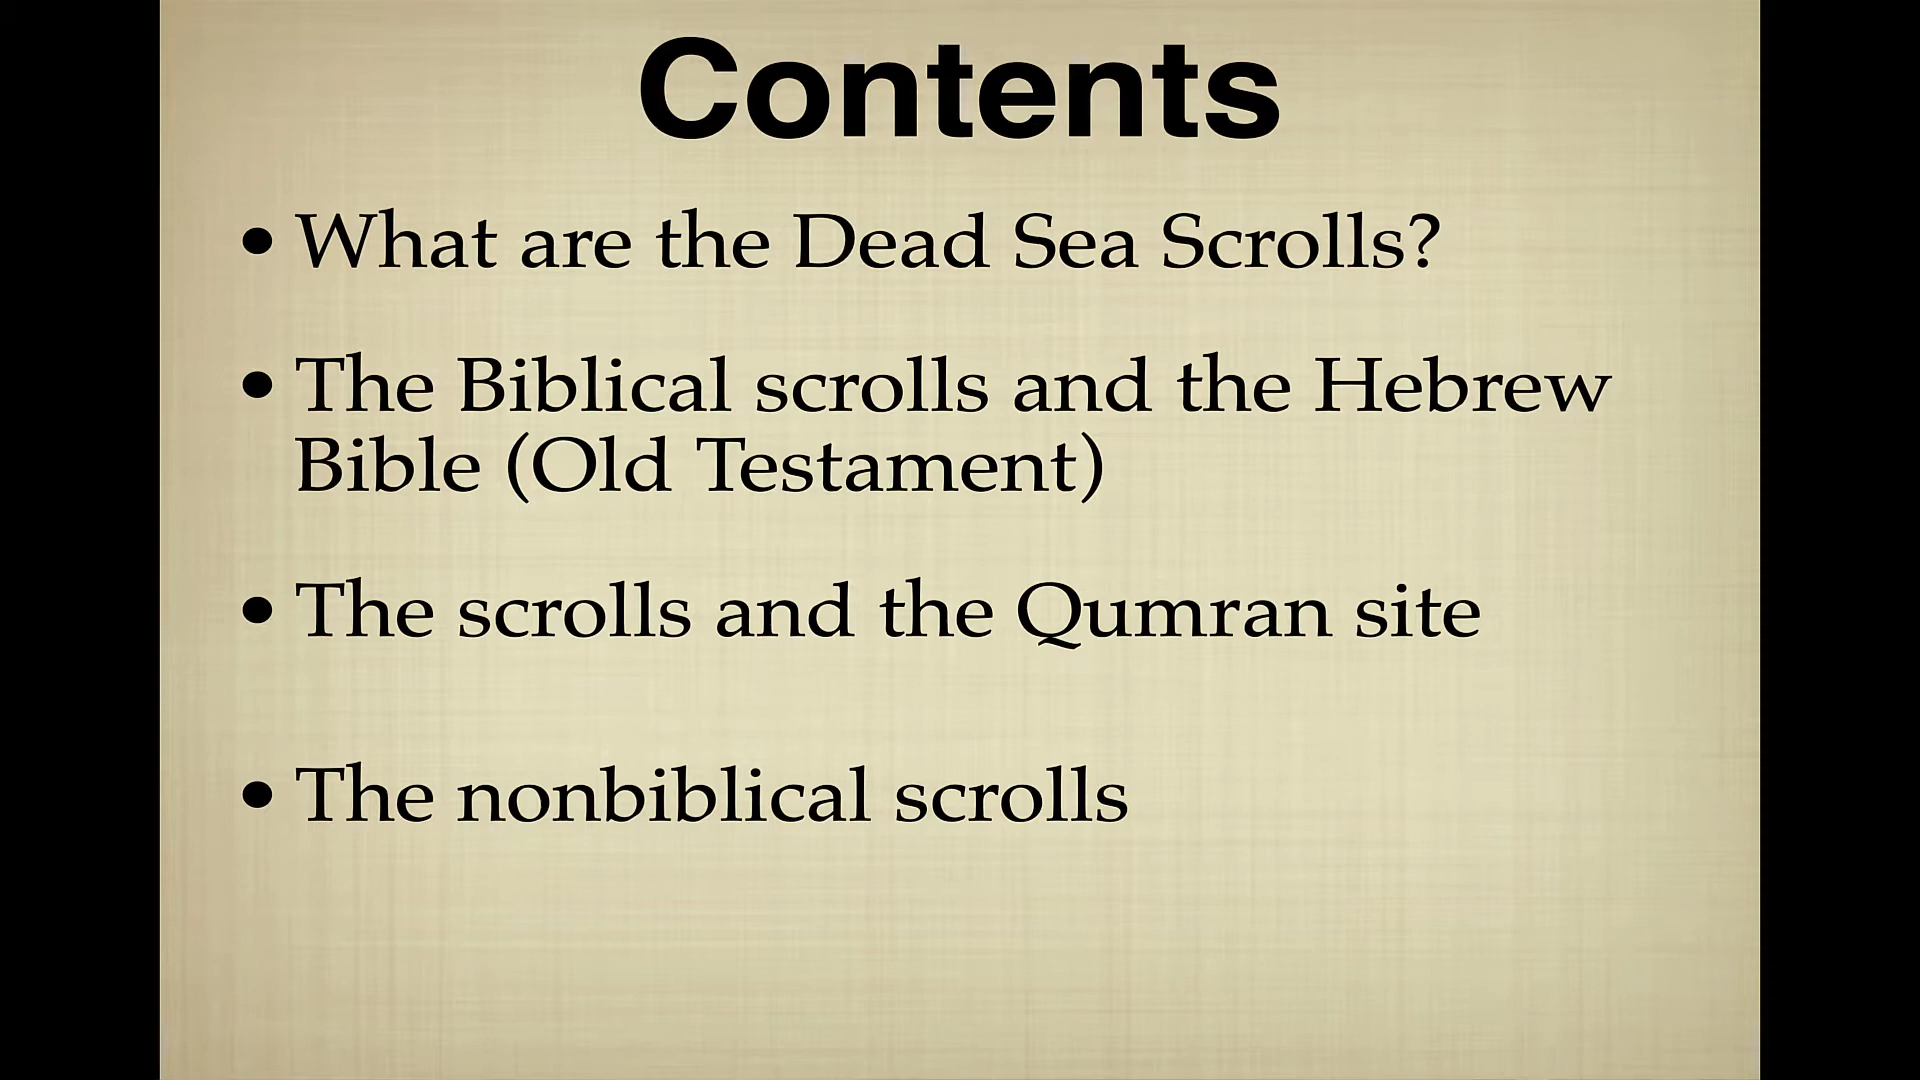 Contents
• What are the Dead Sea Scrolls?
• The Biblical scrolls and the Hebrew
Bible (Old Testament)
• The scrolls and the Qumran site
• The nonbiblical scrolls